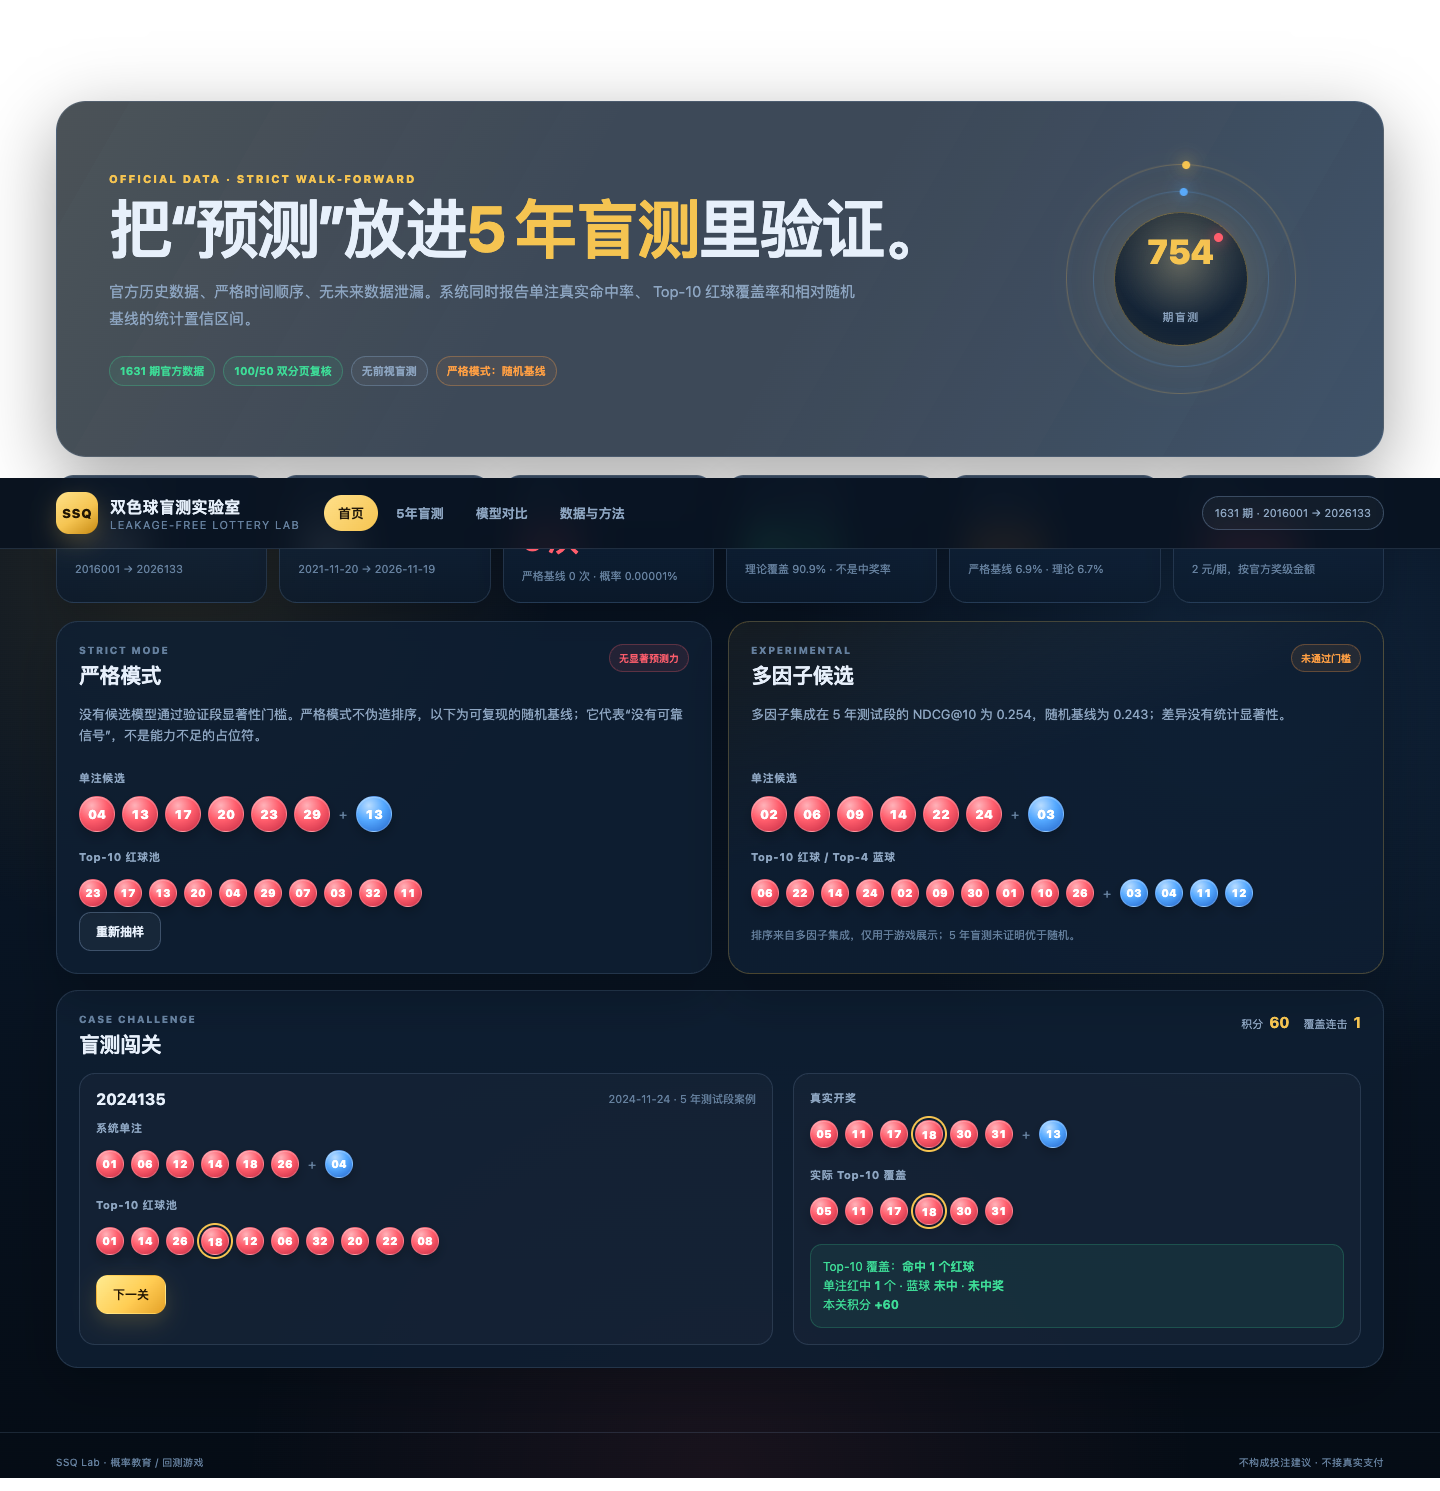 OFFICIAL DATA · STRICT WALK-FORWARD
把“预测”放进5 年盲测里验证。
官方历史数据、严格时间顺序、无未来数据泄漏。系统同时报告单注真实命中率、 Top-10 红球覆盖率和相对随机
基线的统计置信区间。
1631 期官方数据 100/50 双分页复核 无前视盲测 严格模式：随机基线
754
期盲测
SSQ 双色球盲测实验室
LEAKAGE-FREE LOTTERY LAB
首页 5年盲测 模型对比 数据与方法
1631 期 · 2016001 → 2026133
2016001 → 2026133
2021-11-20 → 2026-11-19
严格基线 0 次 · 概率 0.00001%
理论覆盖 90.9% · 不是中奖率
严格基线 6.9% · 理论 6.7%
2 元/期，按官方奖级金额
STRICT MODE
严格模式
无显著预测力
没有候选模型通过验证段显著性门槛。严格模式不伪造排序，以下为可复现的随机基线；它代表“没有可靠
信号”，不是能力不足的占位符。
单注候选
04 13 17 20 23 29 + 13
Top-10 红球池
23 17 13 20 04 29 07 03 32 11
重新抽样
EXPERIMENTAL
多因子候选
未通过门槛
多因子集成在 5 年测试段的 NDCG@10 为 0.254，随机基线为 0.243；差异没有统计显著性。
单注候选
02 06 09 14 22 24 + 03
Top-10 红球 / Top-4 蓝球
06 22 14 24 02 09 30 01 10 26 + 03 04 11 12
排序来自多因子集成，仅用于游戏展示；5 年盲测未证明优于随机。
CASE CHALLENGE
盲测闯关
积分 60 覆盖连击 1
2024135
2024-11-24 · 5 年测试段案例
系统单注
01 06 12 14 18 26 + 04
Top-10 红球池
01 14 26 18 12 06 32 20 22 08
下一关
真实开奖
05 11 17 18 30 31 + 13
实际 Top-10 覆盖
05 11 17 18 30 31
Top-10 覆盖：命中 1 个红球
单注红中 1 个 · 蓝球 未中 · 未中奖
本关积分 +60
SSQ Lab · 概率教育 / 回测游戏
不构成投注建议 · 不接真实支付